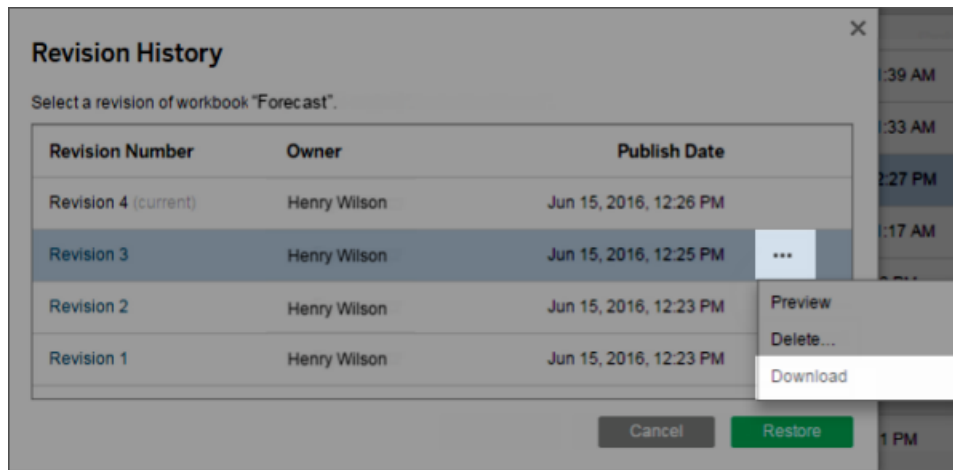 Revision History
Select a revision of workbook "Forecast".
Revision Number Owner Publish Date
Revision 4 (current) Henry Wilson Jun 15, 2016, 12:26 PM
Revision 3 Henry Wilson Jun 15, 2016, 12:25 PM ...
Revision 2 Henry Wilson Jun 15, 2016, 12:23 PM
Revision 1 Henry Wilson Jun 15, 2016, 12:23 PM
Preview
Delete...
Download
Cancel Restore
:39 AM
:33 AM
2:27 PM
:17 AM
1 PM